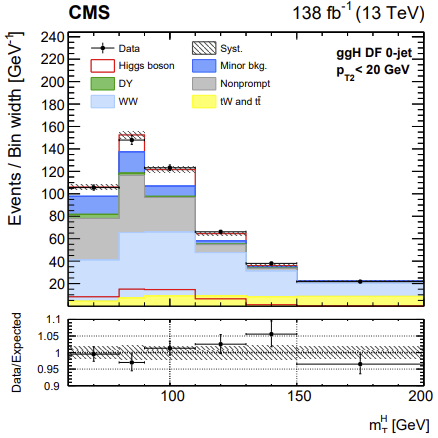 CMS 138 fb⁻¹ (13 TeV)
Events / Bin width [GeV⁻¹]
240
220
200
180
160
140
120
100
80
60
40
20
Data Syst.
Higgs boson Minor bkg.
DY Nonprompt
WW tW and tt̄
ggH DF 0-jet
p_T2 < 20 GeV
Data/Expected
1.1
1.05
1
0.95
0.9
100 150 200
m_T^H [GeV]